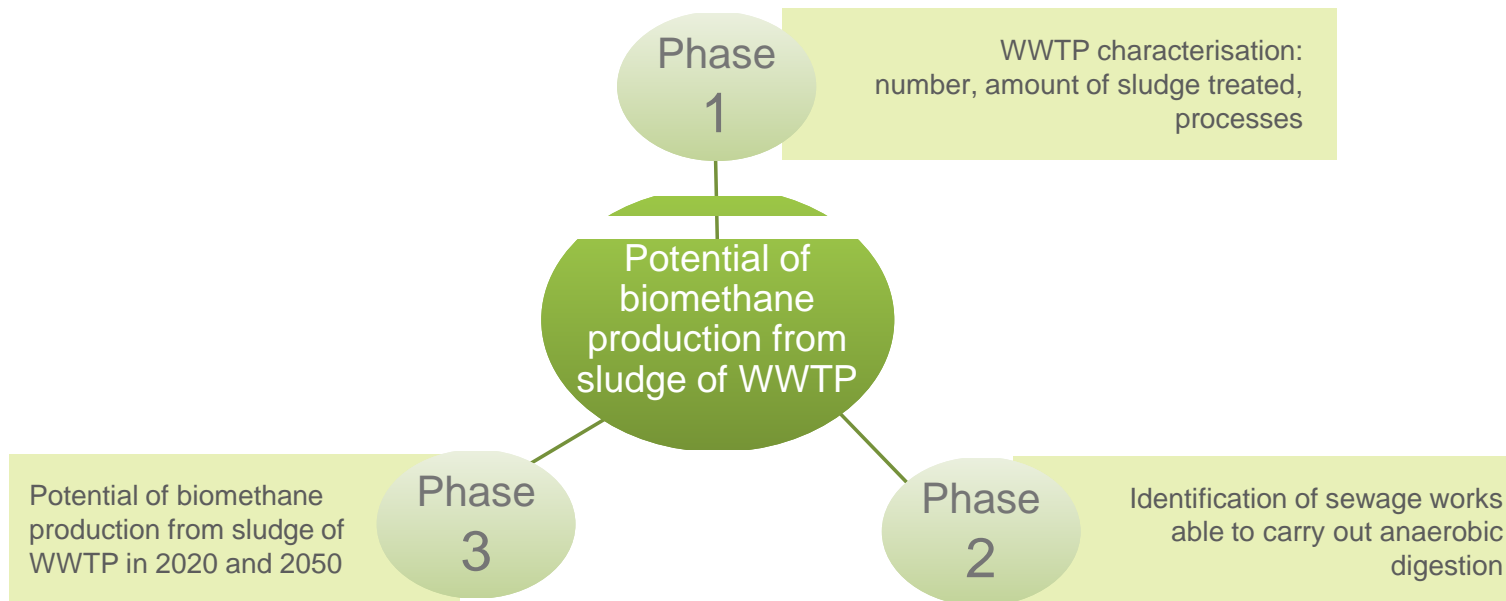 Phase
1
WWTP characterisation:
number, amount of sludge treated,
processes
Potential of
biomethane
production from
sludge of WWTP
Phase
2
Identification of sewage works
able to carry out anaerobic
digestion
Phase
3
Potential of biomethane
production from sludge of
WWTP in 2020 and 2050